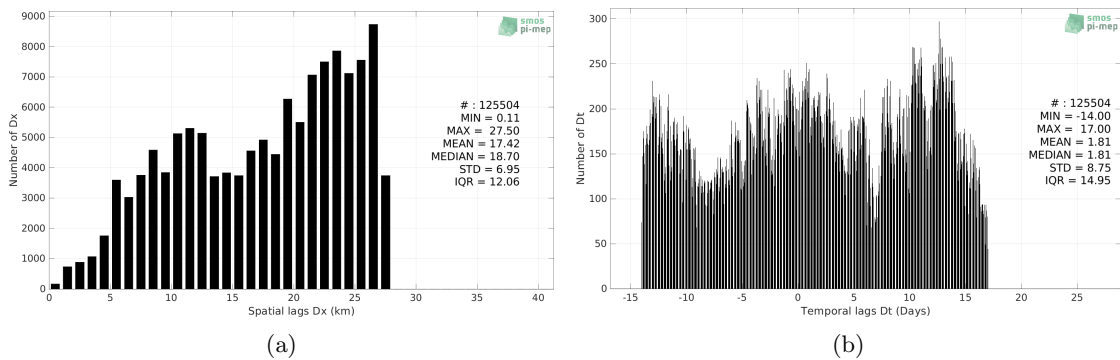 9000
8000
7000
6000
5000
4000
3000
2000
1000
0
Number of Dx
0 5 10 15 20 25 30 35 40
Spatial lags Dx (km)
smos
pi-mep
# : 125504
MIN = 0.11
MAX = 27.50
MEAN = 17.42
MEDIAN = 18.70
STD = 6.95
IQR = 12.06
(a)
300
250
200
150
100
50
0
Number of Dt
-15 -10 -5 0 5 10 15 20 25
Temporal lags Dt (Days)
smos
pi-mep
# : 125504
MIN = -14.00
MAX = 17.00
MEAN = 1.81
MEDIAN = 1.81
STD = 8.75
IQR = 14.95
(b)